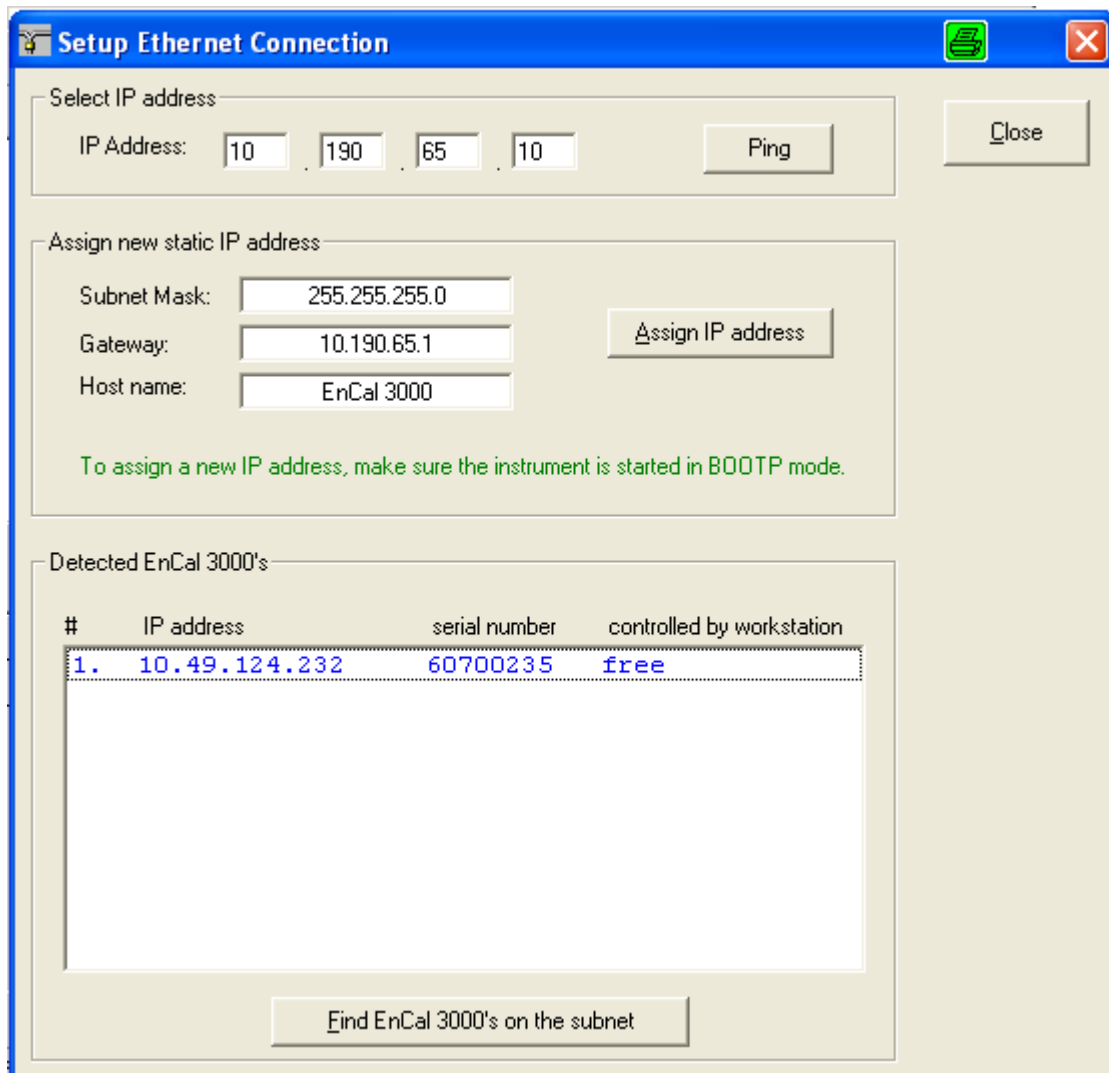 Setup Ethernet Connection
Select IP address
IP Address: 10 . 190 . 65 . 10
Ping
Close
Assign new static IP address
Subnet Mask: 255.255.255.0
Gateway: 10.190.65.1
Host name: EnCal 3000
Assign IP address
To assign a new IP address, make sure the instrument is started in BOOTP mode.
Detected EnCal 3000's
# IP address serial number controlled by workstation
1. 10.49.124.232 60700235 free
Find EnCal 3000's on the subnet